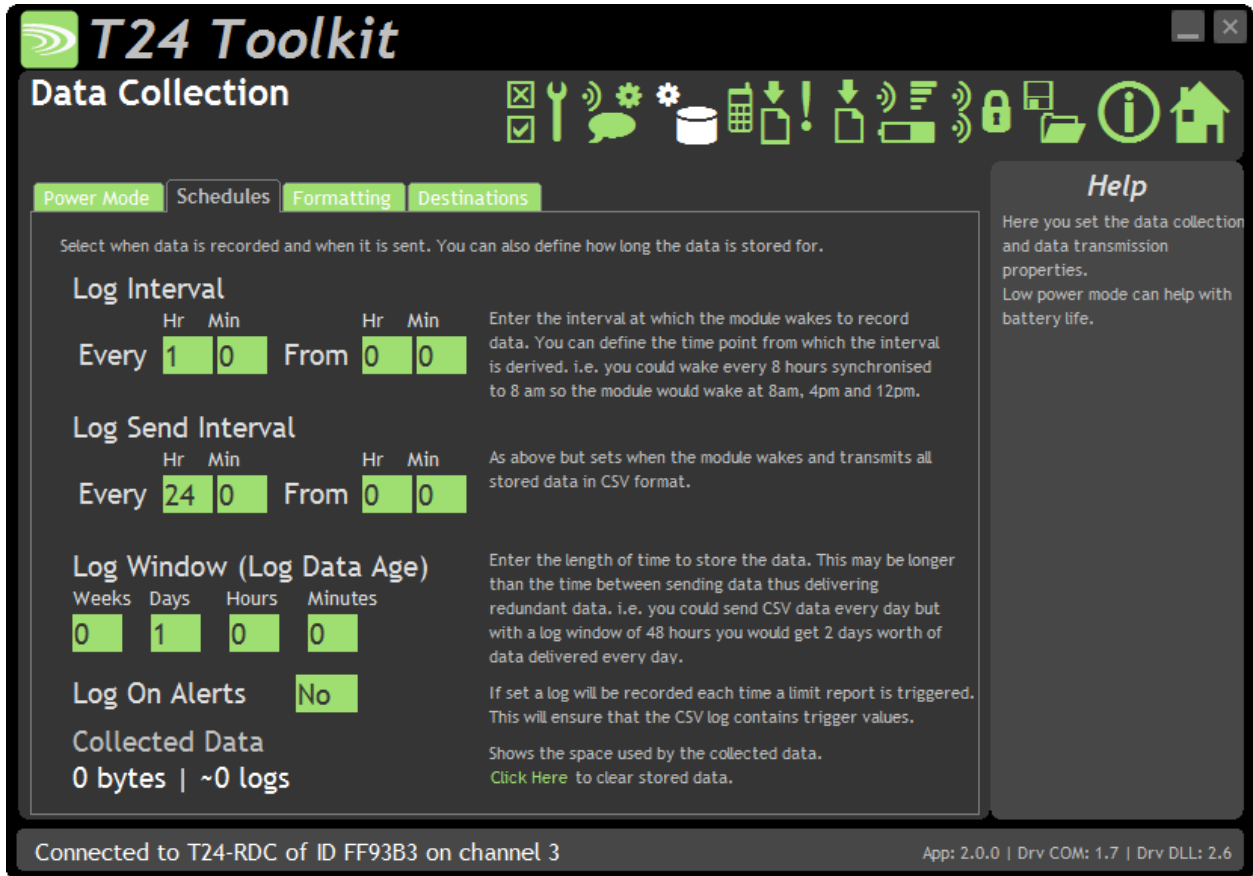 T24 Toolkit
Data Collection
Power Mode Schedules Formatting Destinations
Select when data is recorded and when it is sent. You can also define how long the data is stored for.
Log Interval
Hr Min Hr Min
Every 1 0 From 0 0
Enter the interval at which the module wakes to record
data. You can define the time point from which the interval
is derived. i.e. you could wake every 8 hours synchronised
to 8 am so the module would wake at 8am, 4pm and 12pm.
Log Send Interval
Hr Min Hr Min
Every 24 0 From 0 0
As above but sets when the module wakes and transmits all
stored data in CSV format.
Log Window (Log Data Age)
Weeks Days Hours Minutes
0 1 0 0
Enter the length of time to store the data. This may be longer
than the time between sending data thus delivering
redundant data. i.e. you could send CSV data every day but
with a log window of 48 hours you would get 2 days worth of
data delivered every day.
Log On Alerts No
If set a log will be recorded each time a limit report is triggered.
This will ensure that the CSV log contains trigger values.
Collected Data
0 bytes | ~0 logs
Shows the space used by the collected data.
Click Here to clear stored data.
Help
Here you set the data collection
and data transmission
properties.
Low power mode can help with
battery life.
Connected to T24-RDC of ID FF93B3 on channel 3
App: 2.0.0 | Drv COM: 1.7 | Drv DLL: 2.6